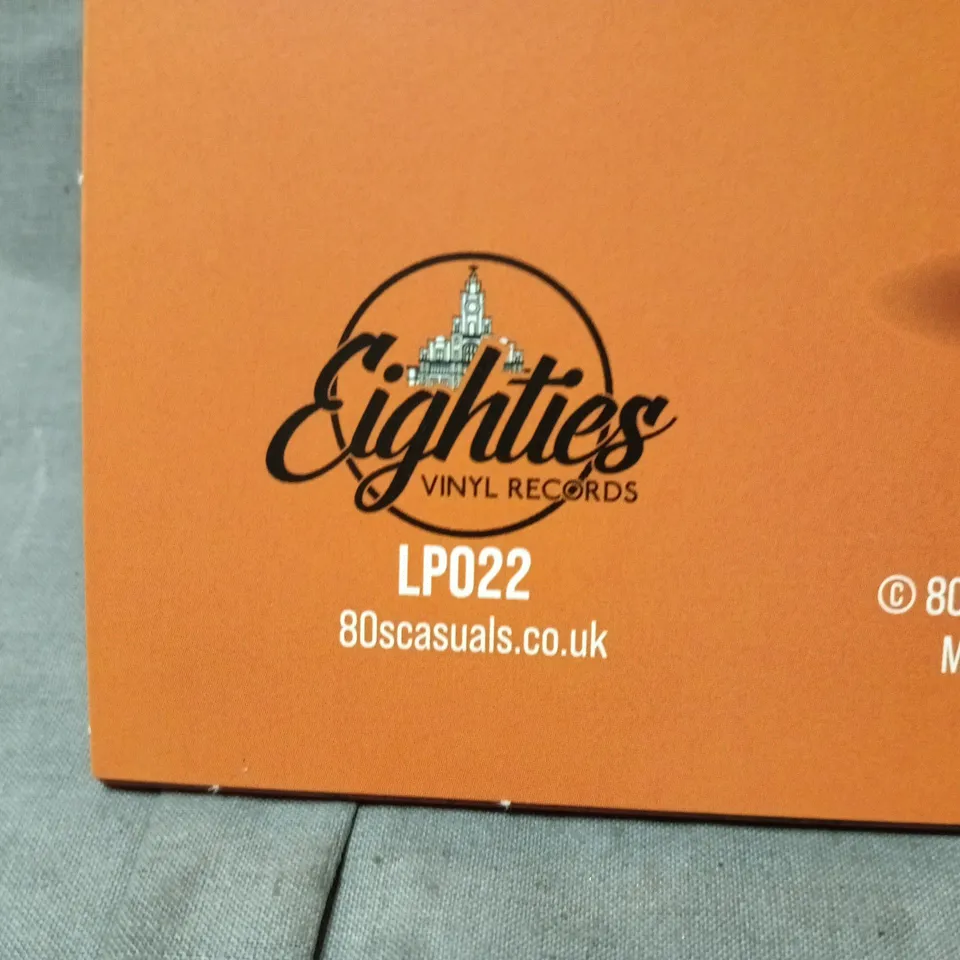 Eighties
VINYL RECORDS
LP022
80scasuals.co.uk
© 80
M